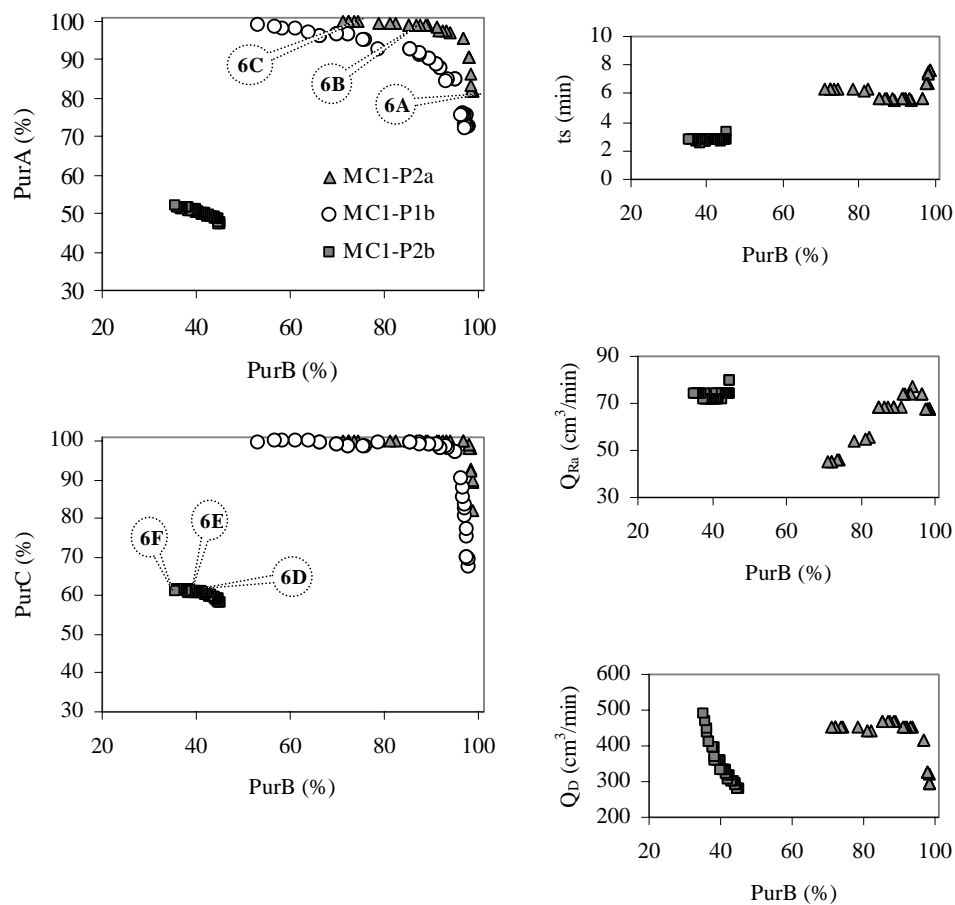 100
90
80
70
60
50
40
30
PurA (%)
6C
6B
6A
MC1-P2a
MC1-P1b
MC1-P2b
20 40 60 80 100
PurB (%)
100
90
80
70
60
50
40
30
PurC (%)
6F
6E
6D
20 40 60 80 100
PurB (%)
10
8
6
4
2
0
ts (min)
20 40 60 80 100
PurB (%)
90
70
50
30
Q_Ra (cm³/min)
20 40 60 80 100
PurB (%)
600
500
400
300
200
Q_D (cm³/min)
20 40 60 80 100
PurB (%)